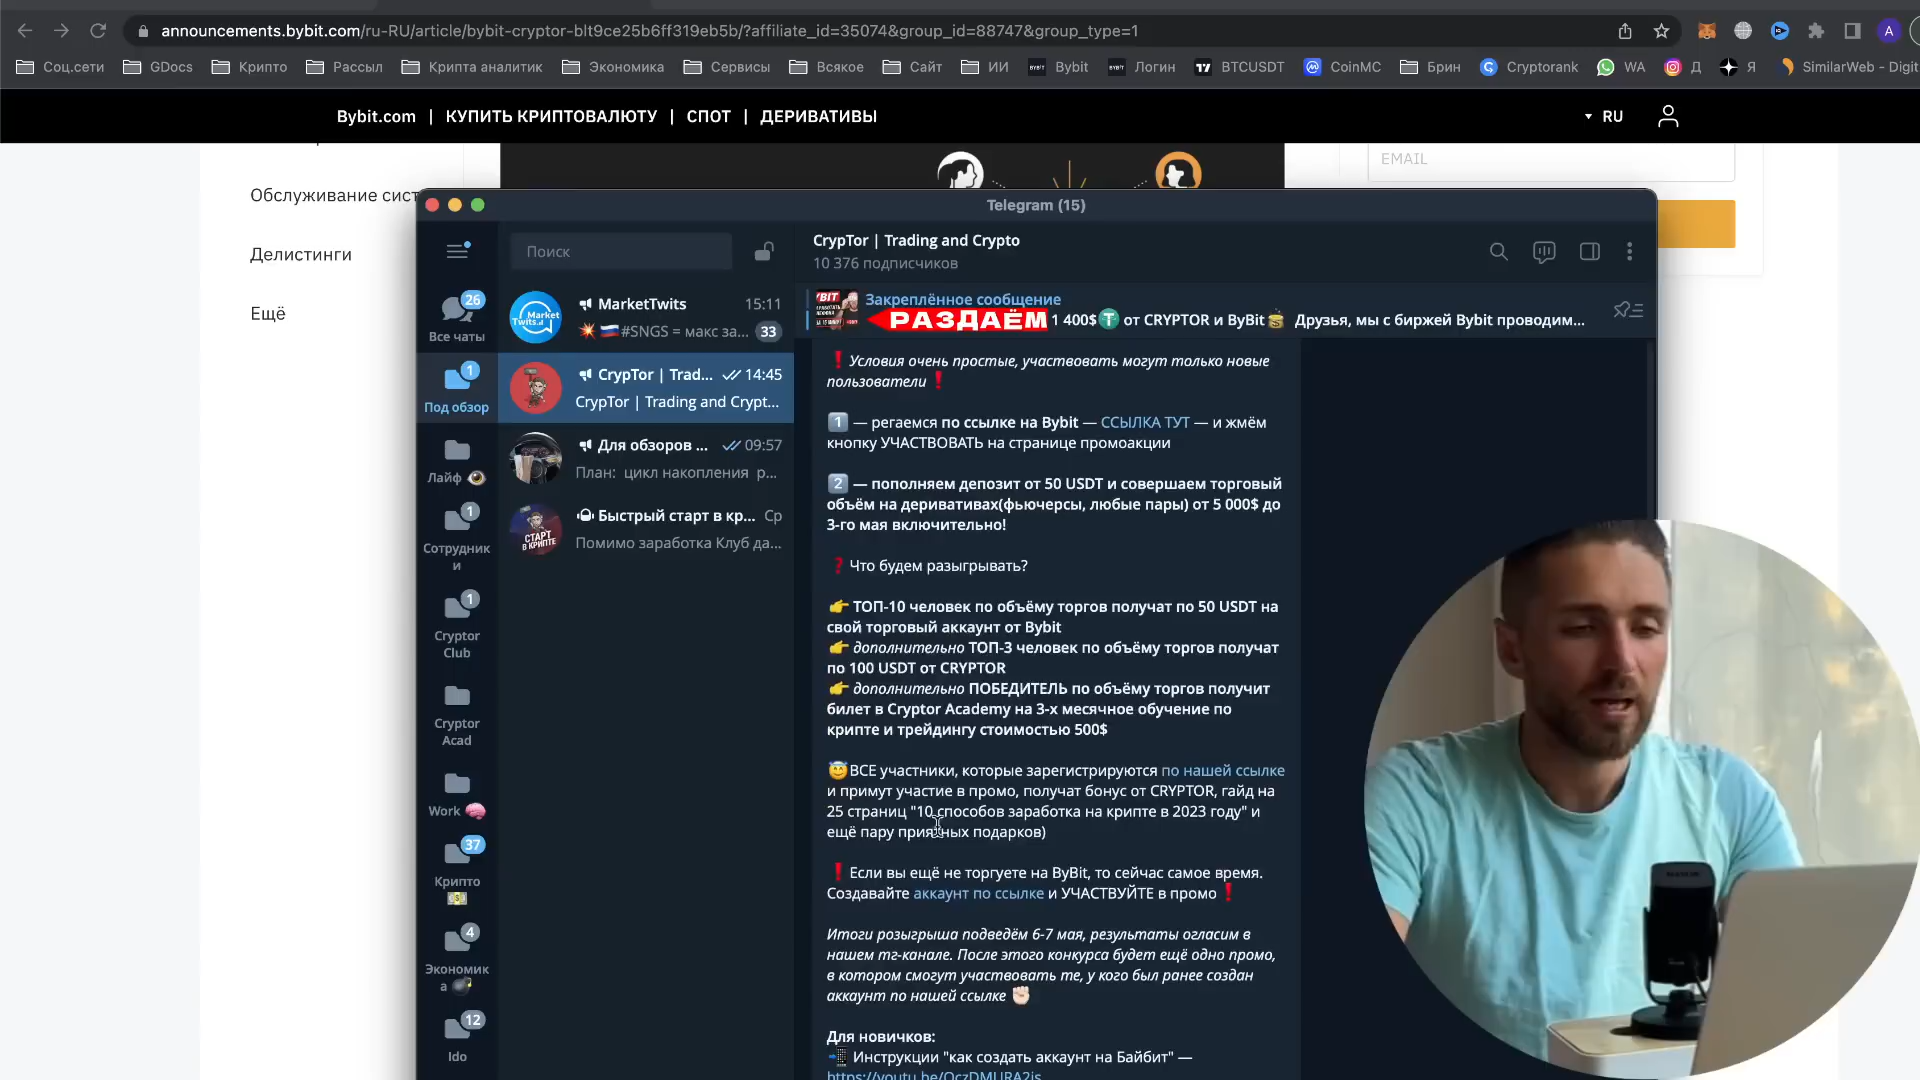 announcements.bybit.com/ru-RU/article/bybit-cryptor-blt9ce25b6ff319eb5b/?affiliate_id=35074&group_id=88747&group_type=1
A
Соц.сети GDocs Крипто Рассыл Крипта аналитик Экономика Сервисы Всякое Сайт ИИ Bybit Логин BTCUSDT CoinMC Брин Cryptorank WA Д Я SimilarWeb - Digit
Bybit.com | КУПИТЬ КРИПТОВАЛЮТУ | СПОТ | ДЕРИВАТИВЫ
RU
EMAIL
Обслуживание сист
Делистинги
Ещё
Telegram (15)
Поиск
26
Все чаты
1
Под обзор
Лайф 👁
1
Сотрудник
и
1
Cryptor
Club
Cryptor
Acad
Work 🧠
37
Крипто
💵
4
Экономик
а 💣
12
Ido
MarketTwits 15:11
💥 🇷🇺#SNGS = макс за... 33
CrypTor | Trad... 14:45
CrypTor | Trading and Crypt...
Для обзоров ... 09:57
План: цикл накопления р...
Быстрый старт в кр... Ср
Помимо заработка Клуб да...
CrypTor | Trading and Crypto
10 376 подписчиков
Закреплённое сообщение
РАЗДАЁМ 1 400$ от CRYPTOR и ByBit Друзья, мы с биржей Bybit проводим...
❗Условия очень простые, участвовать могут только новые
пользователи❗
1️⃣ — регаемся по ссылке на Bybit — ССЫЛКА ТУТ — и жмём
кнопку УЧАСТВОВАТЬ на странице промоакции
2️⃣ — пополняем депозит от 50 USDT и совершаем торговый
объём на деривативах(фьючерсы, любые пары) от 5 000$ до
3-го мая включительно!
❓Что будем разыгрывать?
👉 ТОП-10 человек по объёму торгов получат по 50 USDT на
свой торговый аккаунт от Bybit
👉 дополнительно ТОП-3 человек по объёму торгов получат
по 100 USDT от CRYPTOR
👉 дополнительно ПОБЕДИТЕЛЬ по объёму торгов получит
билет в Cryptor Academy на 3-х месячное обучение по
крипте и трейдингу стоимостью 500$
😇ВСЕ участники, которые зарегистрируются по нашей ссылке
и примут участие в промо, получат бонус от CRYPTOR, гайд на
25 страниц "10 способов заработка на крипте в 2023 году" и
ещё пару приятных подарков)
❗Если вы ещё не торгуете на ByBit, то сейчас самое время.
Создавайте аккаунт по ссылке и УЧАСТВУЙТЕ в промо❗
Итоги розыгрыша подведём 6-7 мая, результаты огласим в
нашем тг-канале. После этого конкурса будет ещё одно промо,
в котором смогут участвовать те, у кого был ранее создан
аккаунт по нашей ссылке ✊🏻
Для новичков:
📲 Инструкции "как создать аккаунт на Байбит" —